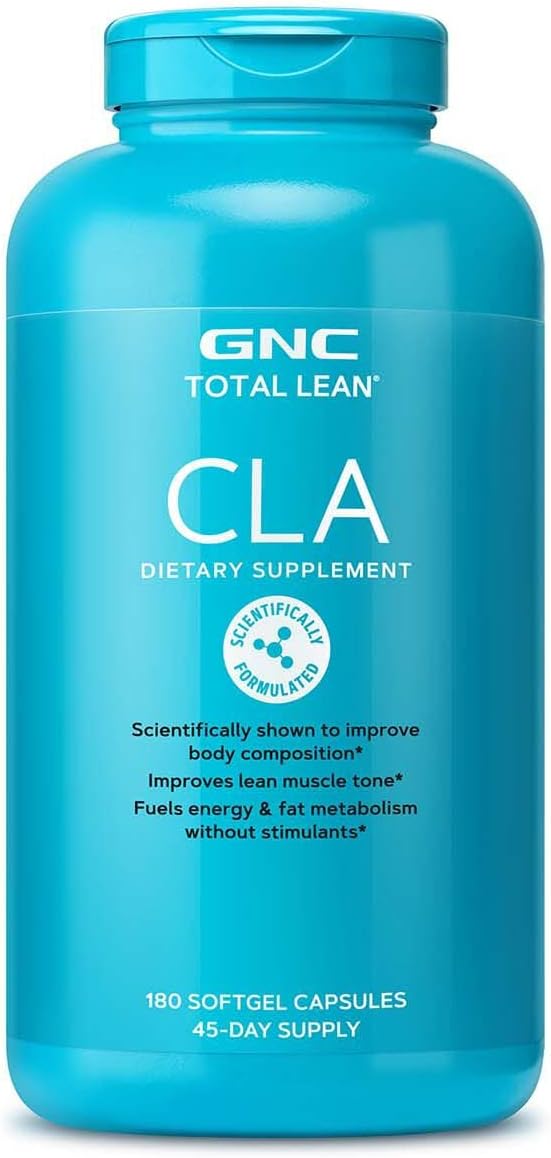 GNC
TOTAL LEAN®
CLA
DIETARY SUPPLEMENT
SCIENTIFICALLY
FORMULATED
Scientifically shown to improve
body composition*
Improves lean muscle tone*
Fuels energy & fat metabolism
without stimulants*
180 SOFTGEL CAPSULES
45-DAY SUPPLY